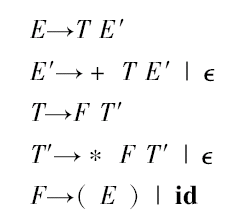 E→T E′
E′→ + T E′ | ϵ
T→F T′
T′→ * F T′ | ϵ
F→( E ) | id